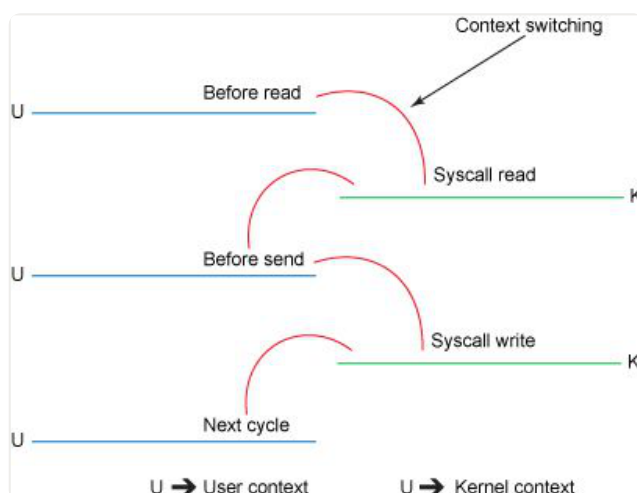 Context switching
U Before read
Syscall read K
U Before send
Syscall write K
U Next cycle
U → User context U → Kernel context